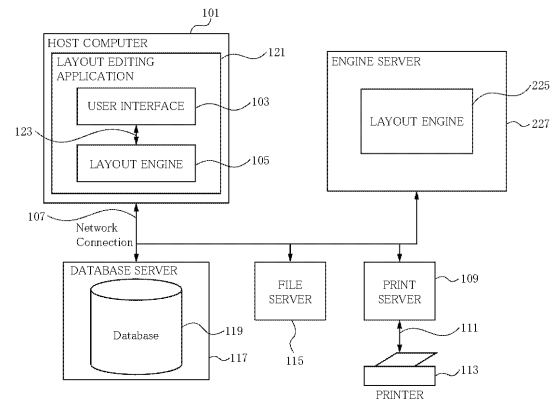 101
HOST COMPUTER
121
LAYOUT EDITING
APPLICATION
USER INTERFACE
103
123
LAYOUT ENGINE
105
ENGINE SERVER
225
LAYOUT ENGINE
227
107
Network
Connection
DATABASE SERVER
Database
119
117
FILE
SERVER
115
PRINT
SERVER
109
111
113
PRINTER